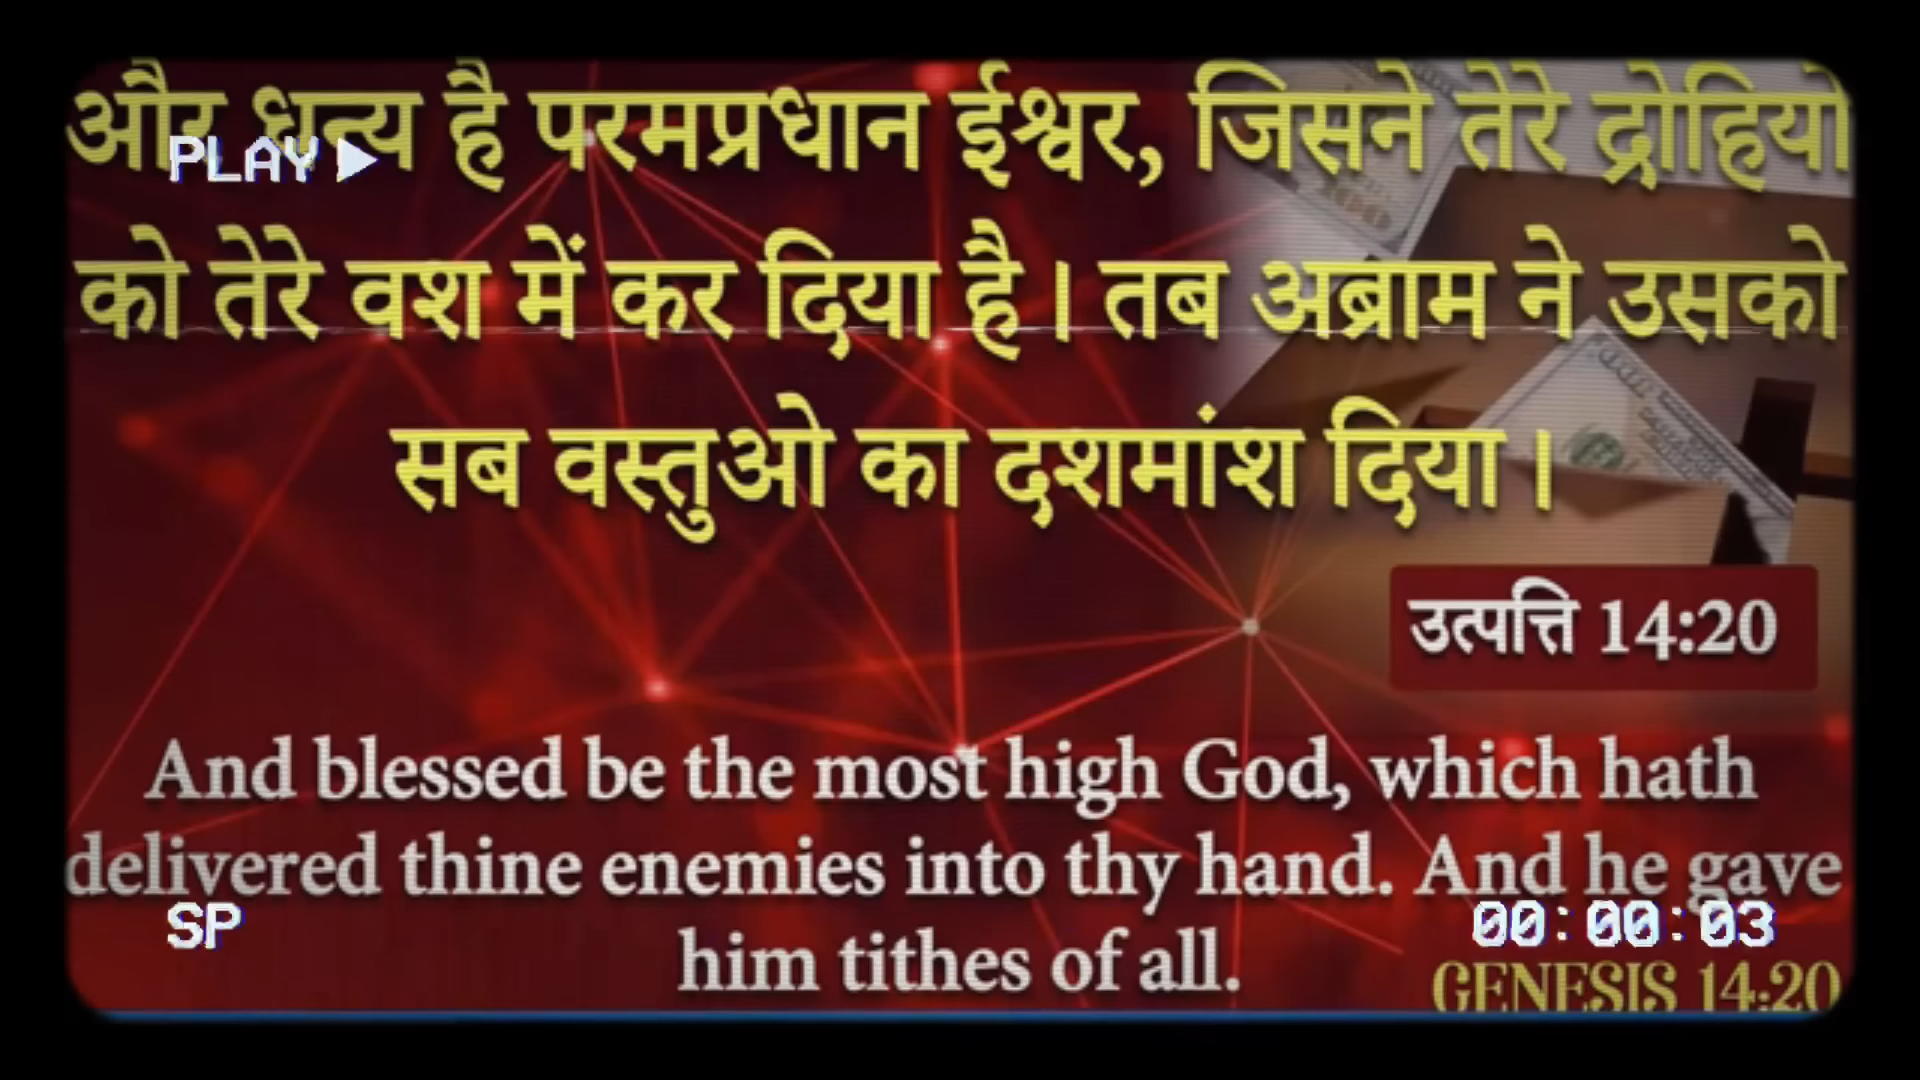 और धन्य है परमप्रधान ईश्वर, जिसने तेरे द्रोहियो
PLAY
को तेरे वश में कर दिया है । तब अब्राम ने उसको
सब वस्तुओ का दशमांश दिया ।
उत्पत्ति 14:20
And blessed be the most high God, which hath
delivered thine enemies into thy hand. And he gave
SP
00:00:03
him tithes of all.
GENESIS 14:20